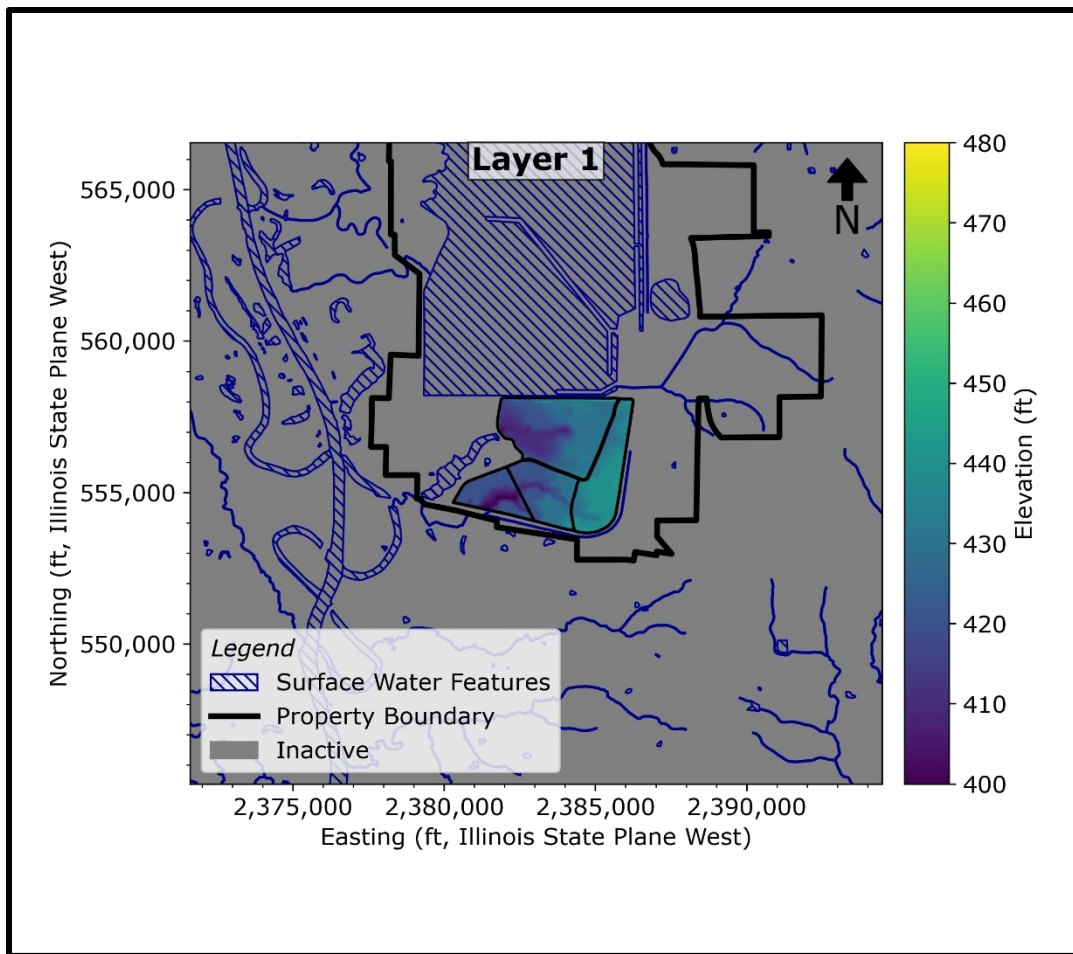 Layer 1
N
565,000
560,000
555,000
550,000
Northing (ft, Illinois State Plane West)
Legend
Surface Water Features
Property Boundary
Inactive
2,375,000
2,380,000
2,385,000
2,390,000
Easting (ft, Illinois State Plane West)
480
470
460
450
440
430
420
410
400
Elevation (ft)